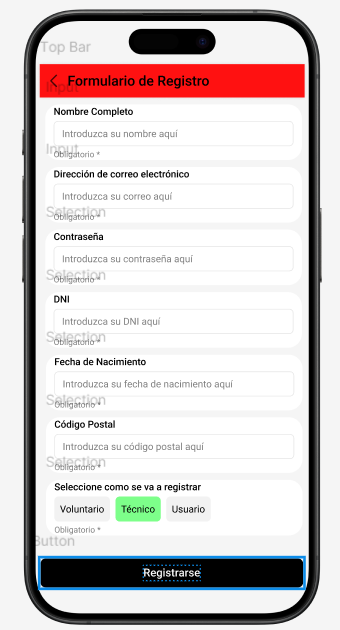 Top Bar
Formulario de Registro
Input
Nombre Completo
Introduzca su nombre aquí
Input
Obligatorio *
Dirección de correo electrónico
Introduzca su correo aquí
Selection
Obligatorio *
Contraseña
Introduzca su contraseña aquí
Selection
Obligatorio *
DNI
Introduzca su DNI aquí
Selection
Obligatorio *
Fecha de Nacimiento
Introduzca su fecha de nacimiento aquí
Selection
Obligatorio *
Código Postal
Introduzca su código postal aquí
Selection
Obligatorio *
Seleccione como se va a registrar
Voluntario Técnico Usuario
Obligatorio *
Button
Registrarse